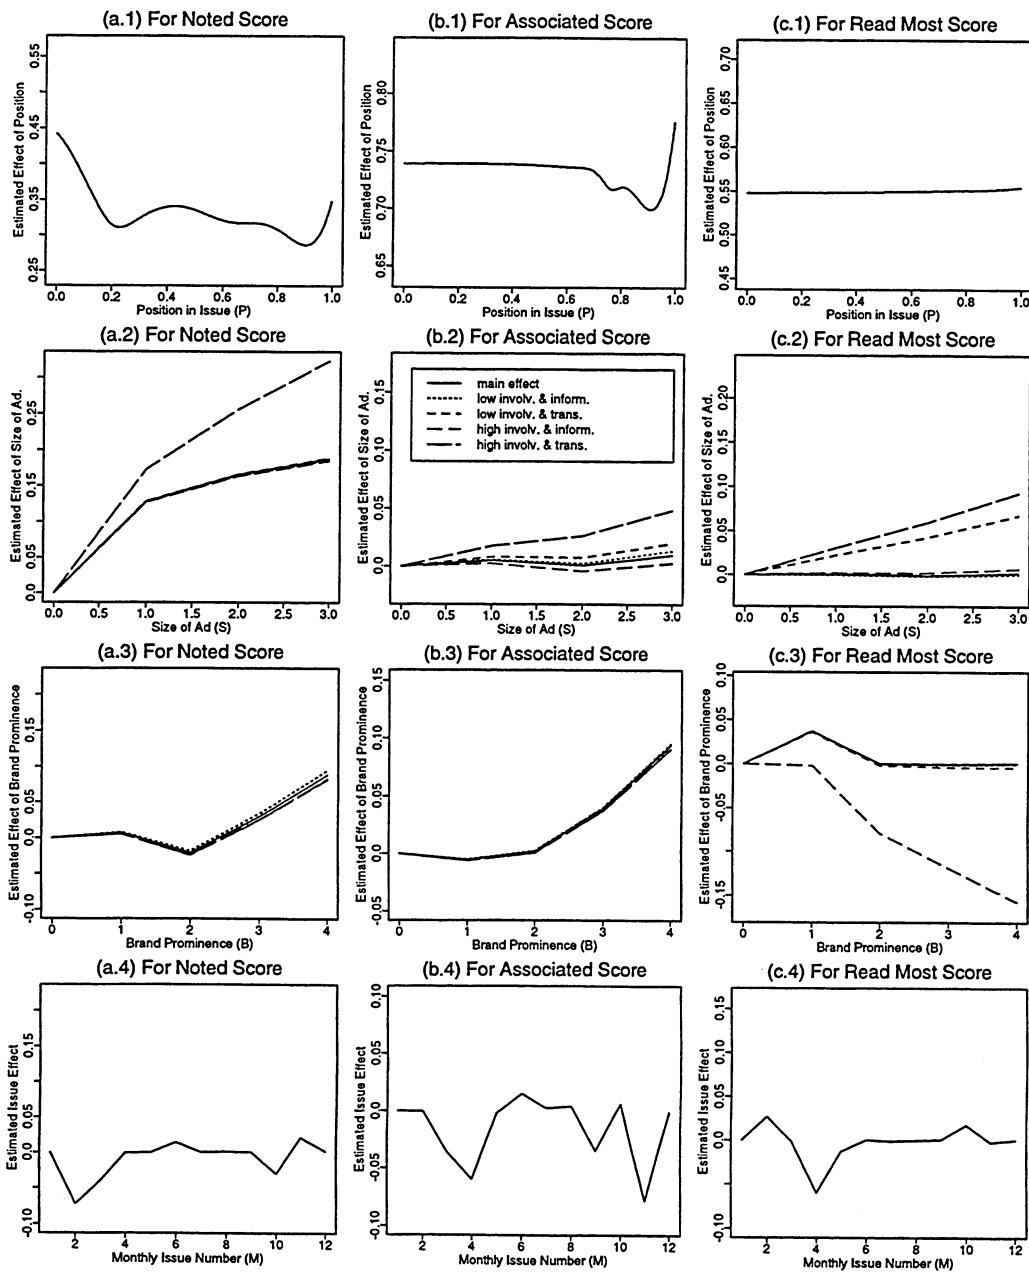 (a.1) For Noted Score
Estimated Effect of Position
0.25 0.35 0.45 0.55
0.0 0.2 0.4 0.6 0.8 1.0
Position in Issue (P)
(b.1) For Associated Score
Estimated Effect of Position
0.65 0.70 0.75 0.80
0.0 0.2 0.4 0.6 0.8 1.0
Position in Issue (P)
(c.1) For Read Most Score
Estimated Effect of Position
0.45 0.50 0.55 0.60 0.65 0.70
0.0 0.2 0.4 0.6 0.8 1.0
Position in Issue (P)
(a.2) For Noted Score
Estimated Effect of Size of Ad.
0.0 0.05 0.15 0.25
0.0 0.5 1.0 1.5 2.0 2.5 3.0
Size of Ad (S)
(b.2) For Associated Score
Estimated Effect of Size of Ad.
0.0 0.05 0.10 0.15
main effect
low involv. & inform.
low involv. & trans.
high involv. & inform.
high involv. & trans.
0.0 0.5 1.0 1.5 2.0 2.5 3.0
Size of Ad (S)
(c.2) For Read Most Score
Estimated Effect of Size of Ad.
0.0 0.05 0.10 0.15 0.20
0.0 0.5 1.0 1.5 2.0 2.5 3.0
Size of Ad (S)
(a.3) For Noted Score
Estimated Effect of Brand Prominence
-0.10 0.0 0.05 0.15
0 1 2 3 4
Brand Prominence (B)
(b.3) For Associated Score
Estimated Effect of Brand Prominence
-0.05 0.0 0.05 0.10 0.15
0 1 2 3 4
Brand Prominence (B)
(c.3) For Read Most Score
Estimated Effect of Brand Prominence
-0.15 -0.05 0.0 0.05 0.10
0 1 2 3 4
Brand Prominence (B)
(a.4) For Noted Score
Estimated Issue Effect
-0.10 0.0 0.05 0.15
2 4 6 8 10 12
Monthly Issue Number (M)
(b.4) For Associated Score
Estimated Issue Effect
-0.10 -0.05 0.0 0.05 0.10
2 4 6 8 10 12
Monthly Issue Number (M)
(c.4) For Read Most Score
Estimated Issue Effect
-0.10 0.0 0.05 0.10 0.15
2 4 6 8 10 12
Monthly Issue Number (M)